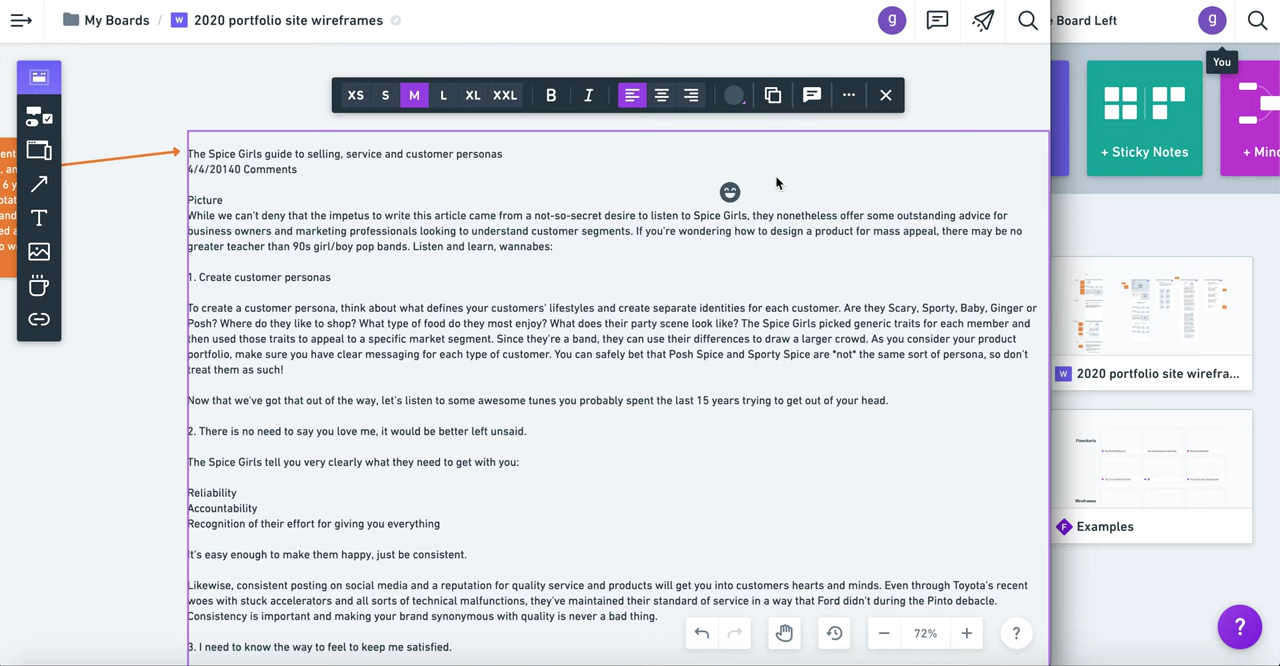 My Boards / W 2020 portfolio site wireframes
g
e Board Left
g
You
XS S M L XL XXL B I
+ Sticky Notes
+ Mind
The Spice Girls guide to selling, service and customer personas
4/4/20140 Comments
Picture
While we can't deny that the impetus to write this article came from a not-so-secret desire to listen to Spice Girls, they nonetheless offer some outstanding advice for
business owners and marketing professionals looking to understand customer segments. If you're wondering how to design a product for mass appeal, there may be no
greater teacher than 90s girl/boy pop bands. Listen and learn, wannabes:
1. Create customer personas
To create a customer persona, think about what defines your customers' lifestyles and create separate identities for each customer. Are they Scary, Sporty, Baby, Ginger or
Posh? Where do they like to shop? What type of food do they most enjoy? What does their party scene look like? The Spice Girls picked generic traits for each member and
then used those traits to appeal to a specific market segment. Since they're a band, they can use their differences to draw a larger crowd. As you consider your product
portfolio, make sure you have clear messaging for each type of customer. You can safely bet that Posh Spice and Sporty Spice are *not* the same sort of persona, so don't
treat them as such!
Now that we've got that out of the way, let's listen to some awesome tunes you probably spent the last 15 years trying to get out of your head.
2. There is no need to say you love me, it would be better left unsaid.
The Spice Girls tell you very clearly what they need to get with you:
Reliability
Accountability
Recognition of their effort for giving you everything
It's easy enough to make them happy, just be consistent.
Likewise, consistent posting on social media and a reputation for quality service and products will get you into customers hearts and minds. Even through Toyota's recent
woes with stuck accelerators and all sorts of technical malfunctions, they've maintained their standard of service in a way that Ford didn't during the Pinto debacle.
Consistency is important and making your brand synonymous with quality is never a bad thing.
3. I need to know the way to feel to keep me satisfied.
W 2020 portfolio site wirefra...
Flowcharts
Wireframes
F Examples
72%
?
?